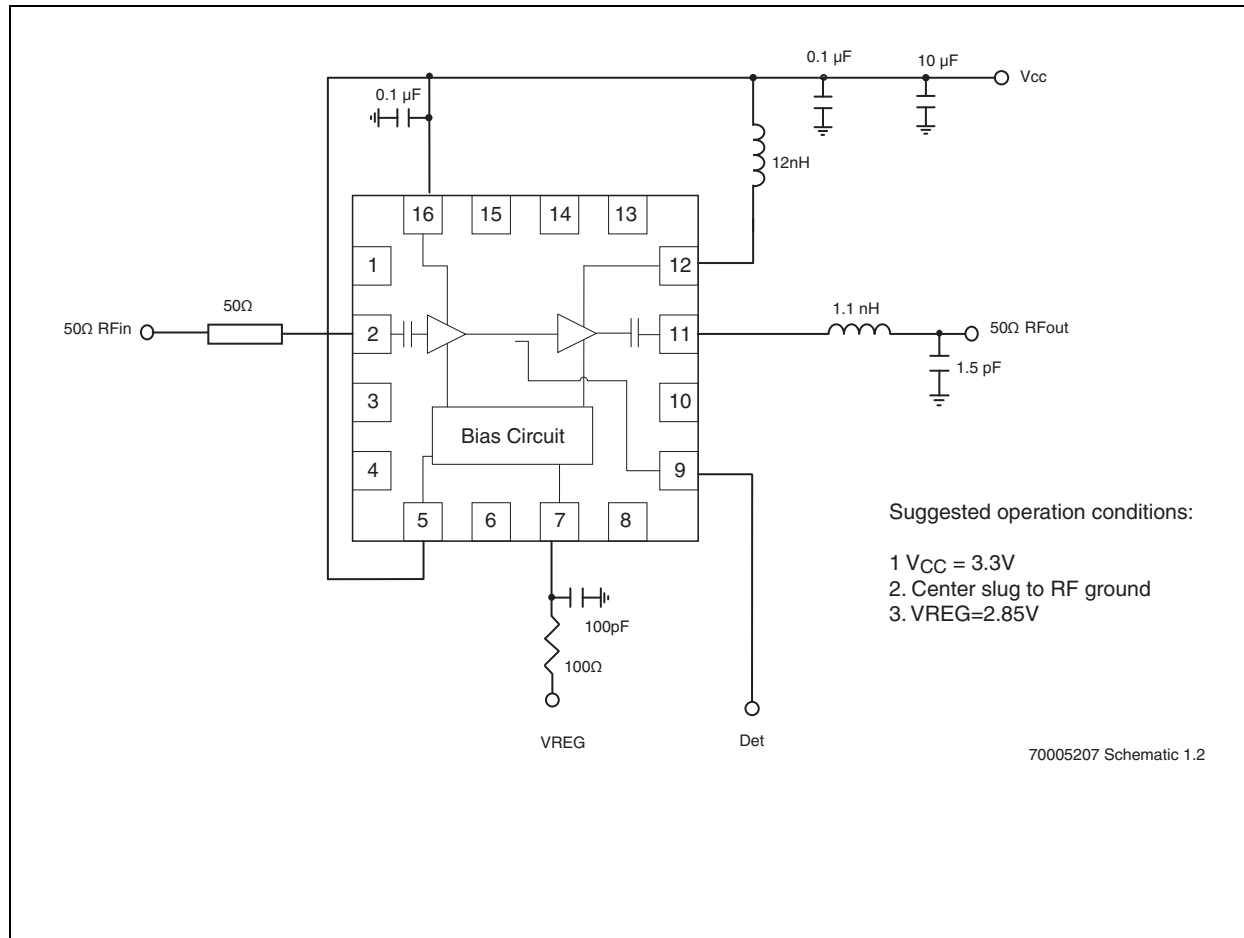 0.1 µF
10 µF
Vcc
0.1 µF
12nH
16
15
14
13
1
12
50Ω
1.1 nH
50Ω RFin
2
11
50Ω RFout
1.5 pF
3
10
Bias Circuit
4
9
5
6
7
8
Suggested operation conditions:
1 VCC = 3.3V
2. Center slug to RF ground
3. VREG=2.85V
100pF
100Ω
VREG
Det
70005207 Schematic 1.2